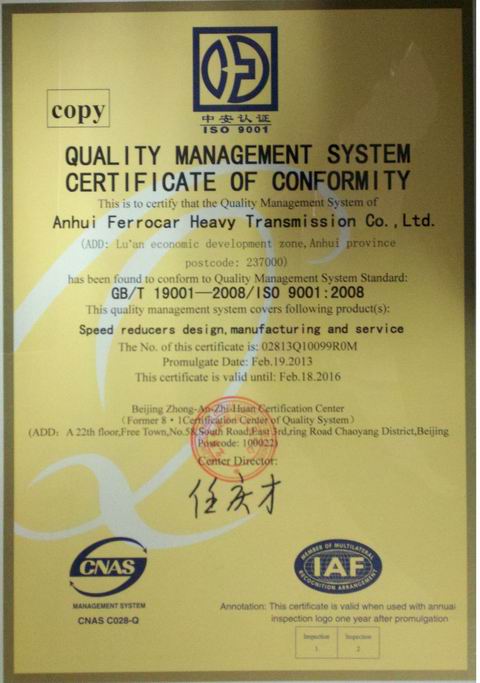 copy
中安认证
ISO 9001
QUALITY MANAGEMENT SYSTEM
CERTIFICATE OF CONFORMITY
This is to certify that the Quality Management System of
Anhui Ferrocar Heavy Transmission Co.,Ltd.
(ADD: Lu'an economic development zone,Anhui province
postcode: 237000)
has been found to conform to Quality Management System Standard:
GB/T 19001—2008/ISO 9001:2008
This quality management system covers following product(s):
Speed reducers design,manufacturing and service
The No. of this certificate is: 02813Q10099R0M
Promulgate Date: Feb.19.2013
This certificate is valid until: Feb.18.2016
Beijing Zhong-An-Zhi-Huan Certification Center
(Former 8·1Certification Center of Quality System)
(ADD: A 22th floor,Free Town,No.58,South Road,East 3rd,ring Road Chaoyang District,Beijing
Postcode: 100022)
Center Director:
任庆才
CNAS
MANAGEMENT SYSTEM
CNAS C028-Q
MEMBER OF MULTILATERAL
IAF
RECOGNITION ARRANGEMENT
Annotation: This certificate is valid when used with annual
inspection logo one year after promulgation
Inspection
1
Inspection
2